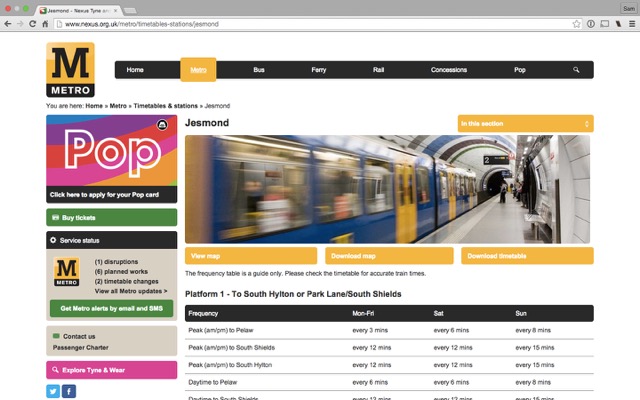 Jesmond - Nexus Tyne and
Sam
www.nexus.org.uk/metro/timetables-stations/jesmond
M
METRO
Home Metro Bus Ferry Rail Concessions Pop
You are here: Home » Metro » Timetables & stations » Jesmond
Pop
Click here to apply for your Pop card
Buy tickets
Service status
M
METRO
(1) disruptions
(6) planned works
(2) timetable changes
View all Metro updates >
Get Metro alerts by email and SMS
Contact us
Passenger Charter
Explore Tyne & Wear
Jesmond
In this section
2
View map Download map Download timetable
The frequency table is a guide only. Please check the timetable for accurate train times.
Platform 1 - To South Hylton or Park Lane/South Shields
Frequency Mon-Fri Sat Sun
Peak (am/pm) to Pelaw every 3 mins every 6 mins every 8 mins
Peak (am/pm) to South Shields every 12 mins every 12 mins every 15 mins
Peak (am/pm) to South Hylton every 12 mins every 12 mins every 15 mins
Daytime to Pelaw every 6 mins every 6 mins every 8 mins
Daytime to South Shields every 12 mins every 12 mins every 15 mins